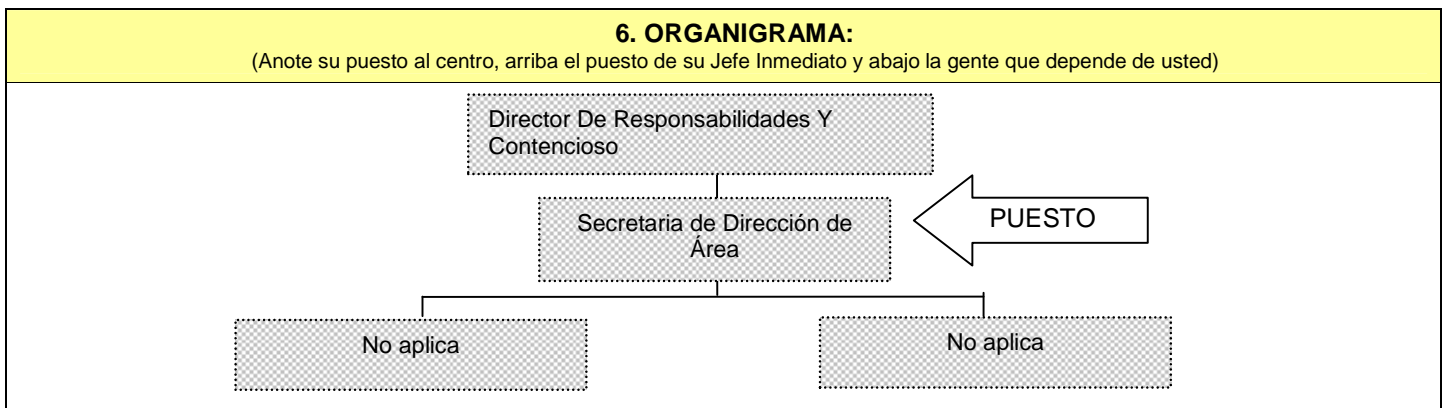 6. ORGANIGRAMA:
(Anote su puesto al centro, arriba el puesto de su Jefe Inmediato y abajo la gente que depende de usted)
Director De Responsabilidades Y
Contencioso
Secretaria de Dirección de
Área
PUESTO
No aplica
No aplica